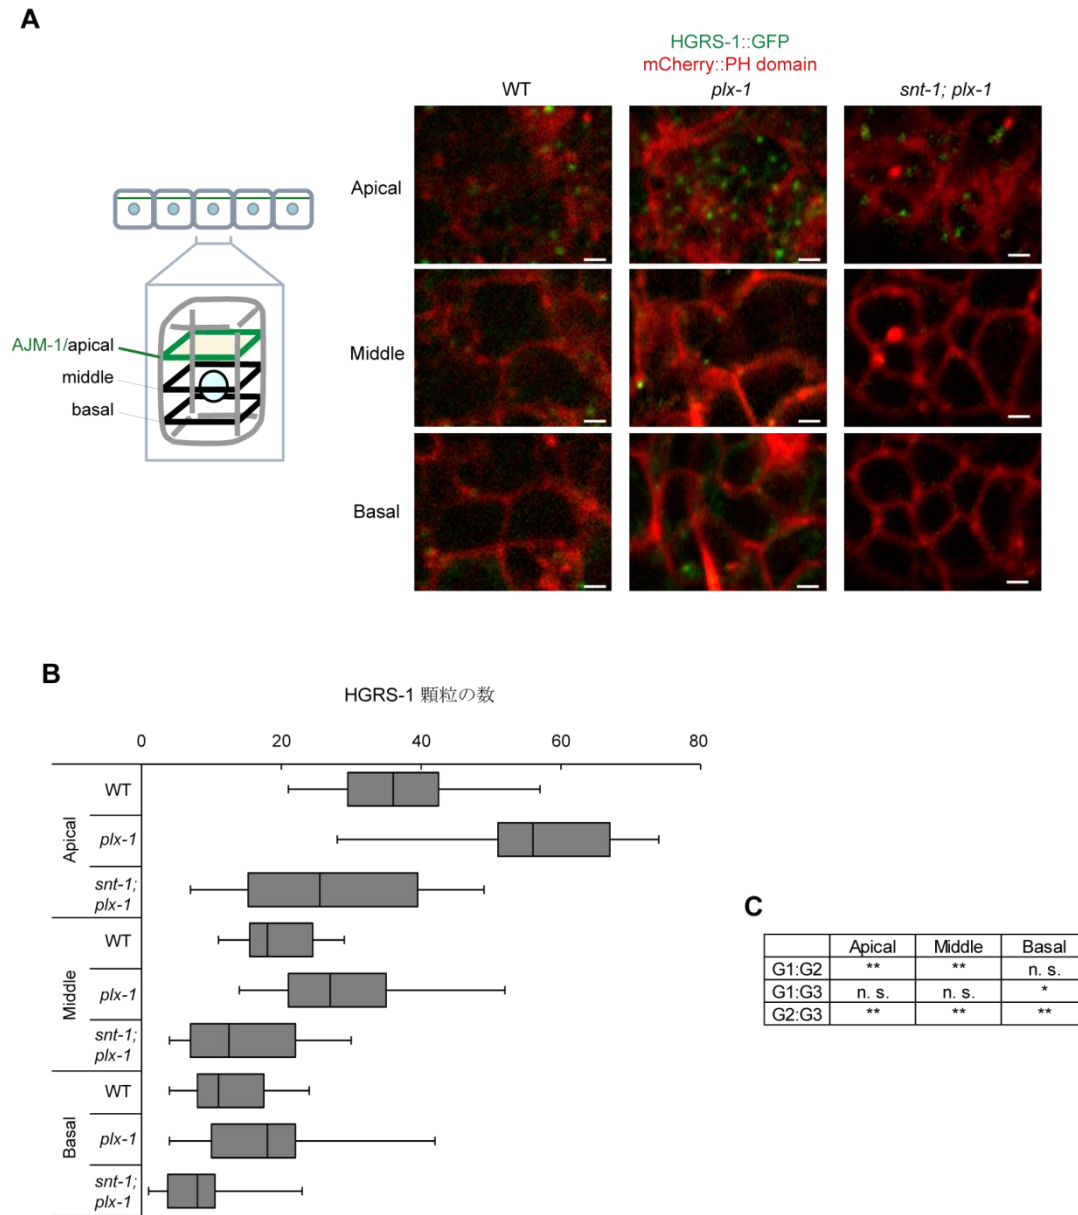 A
HGRS-1::GFP
mCherry::PH domain
WT
plx-1
snt-1; plx-1
Apical
AJM-1/apical
middle
basal
Middle
Basal
B
HGRS-1 顆粒の数
0 20 40 60 80
Apical
WT
plx-1
snt-1;
plx-1
Middle
WT
plx-1
snt-1;
plx-1
Basal
WT
plx-1
snt-1;
plx-1
C
Apical Middle Basal
G1:G2 ** ** n. s.
G1:G3 n. s. n. s. *
G2:G3 ** ** **